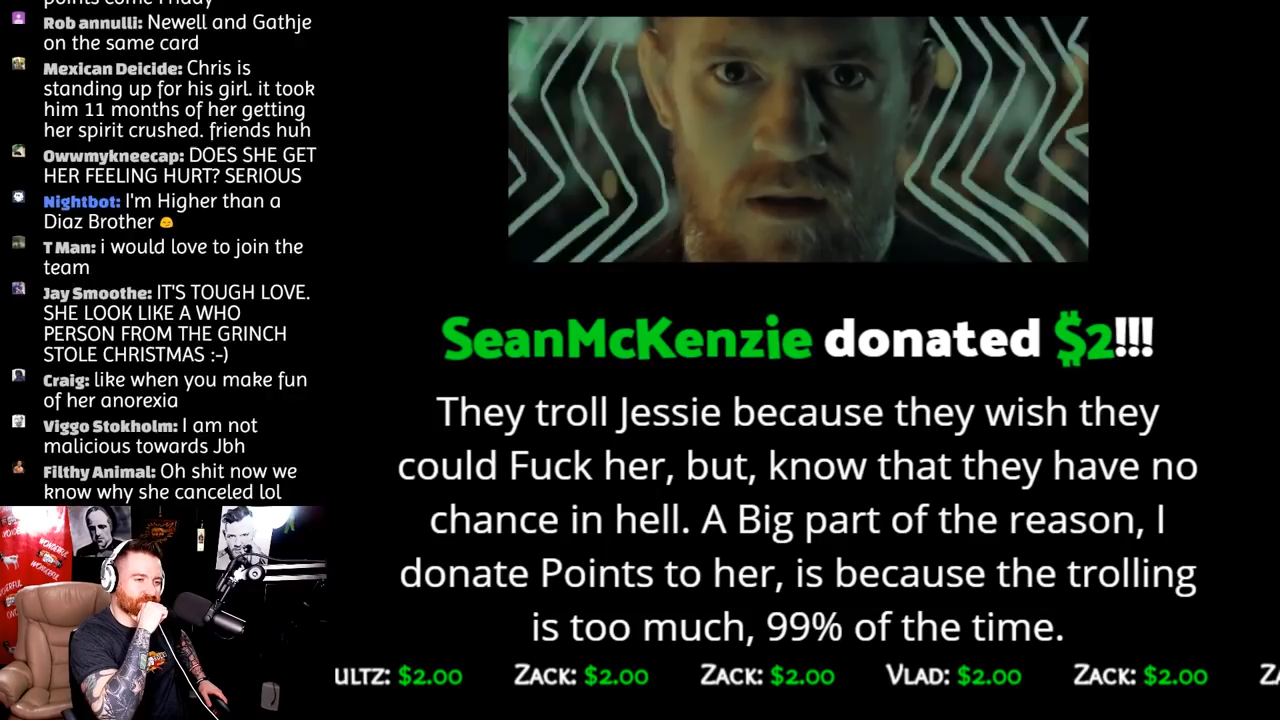 points come Friday
Rob annulli: Newell and Gathje
on the same card
Mexican Deicide: Chris is
standing up for his girl. it took
him 11 months of her getting
her spirit crushed. friends huh
Owwmykneecap: DOES SHE GET
HER FEELING HURT? SERIOUS
Nightbot: I'm Higher than a
Diaz Brother 😊
T Man: i would love to join the
team
Jay Smoothe: IT'S TOUGH LOVE.
SHE LOOK LIKE A WHO
PERSON FROM THE GRINCH
STOLE CHRISTMAS :-)
Craig: like when you make fun
of her anorexia
Viggo Stokholm: I am not
malicious towards Jbh
Filthy Animal: Oh shit now we
know why she canceled lol
SeanMcKenzie donated $2!!!
They troll Jessie because they wish they
could Fuck her, but, know that they have no
chance in hell. A Big part of the reason, I
donate Points to her, is because the trolling
is too much, 99% of the time.
ULTZ: $2.00 ZACK: $2.00 ZACK: $2.00 VLAD: $2.00 ZACK: $2.00 ZA